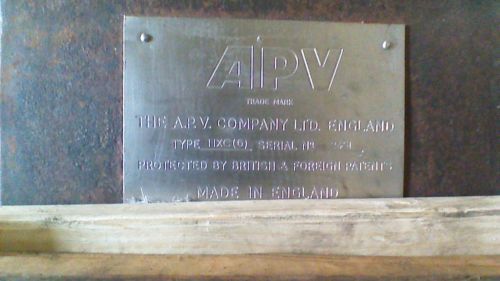 APV
TRADE MARK
THE A.P.V. COMPANY LTD. ENGLAND
TYPE HXC(6), SERIAL Nº
PROTECTED BY BRITISH & FOREIGN PATENTS
MADE IN ENGLAND